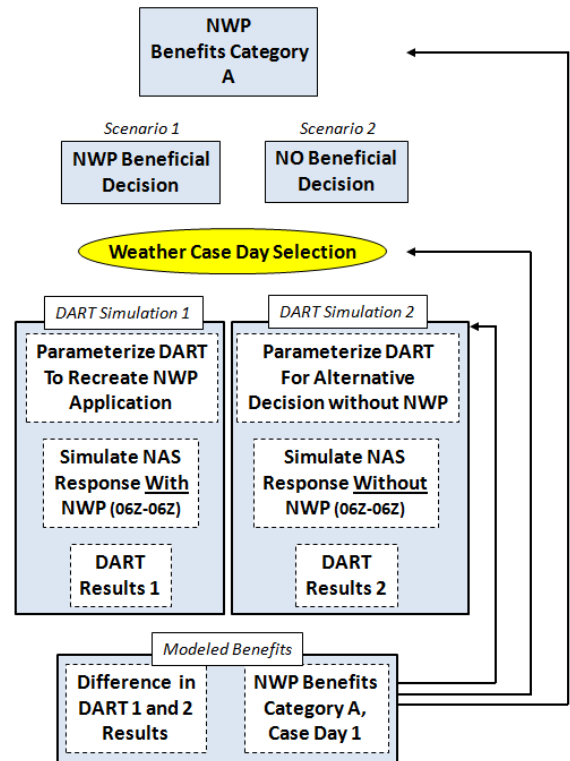 NWP
Benefits Category
A
Scenario 1
Scenario 2
NWP Beneficial
Decision
NO Beneficial
Decision
Weather Case Day Selection
DART Simulation 1
Parameterize DART
To Recreate NWP
Application
Simulate NAS
Response With
NWP (06Z-06Z)
DART
Results 1
DART Simulation 2
Parameterize DART
For Alternative
Decision without NWP
Simulate NAS
Response Without
NWP (06Z-06Z)
DART
Results 2
Modeled Benefits
Difference in
DART 1 and 2
Results
NWP Benefits
Category A,
Case Day 1